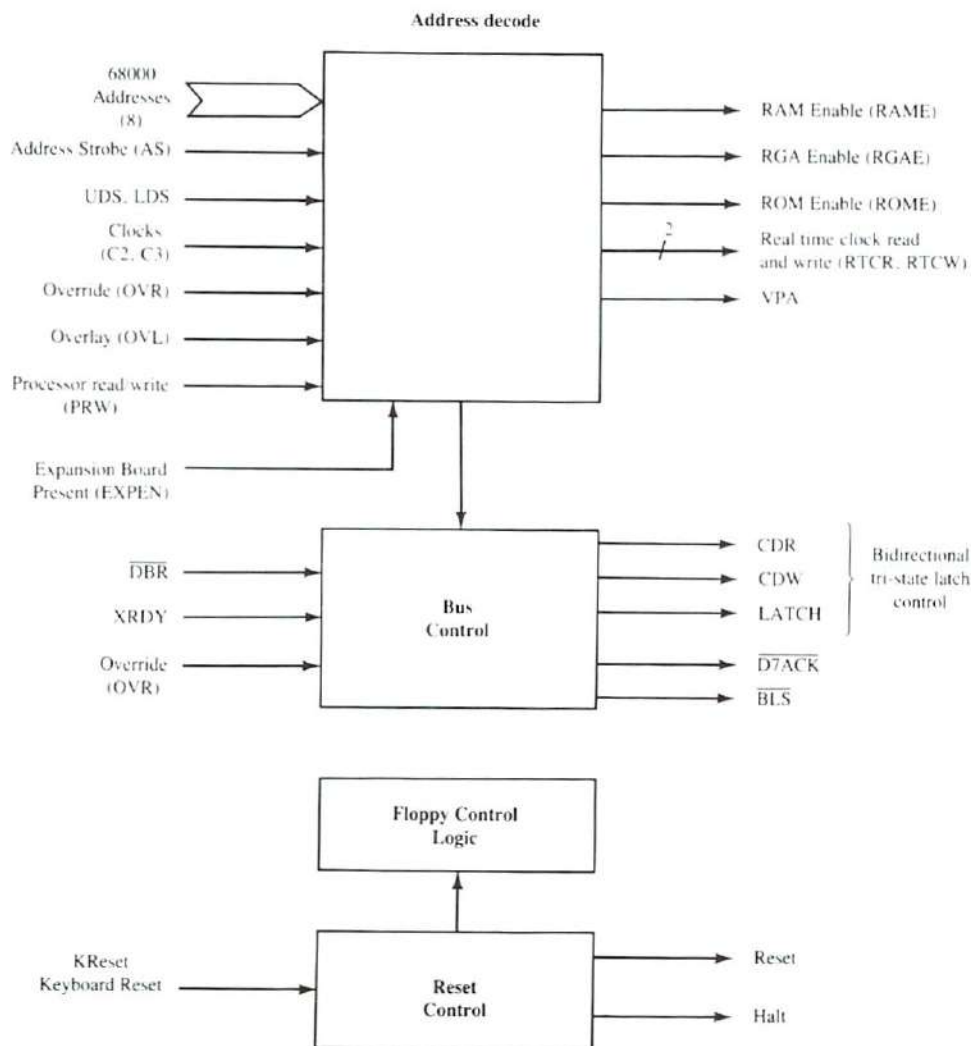 Address decode
68000
Addresses
(8)
Address Strobe (AS)
UDS, LDS
Clocks
(C2, C3)
Override (OVR)
Overlay (OVL)
Processor read/write
(PRW)
Expansion Board
Present (EXPEN)
RAM Enable (RAME)
RGA Enable (RGAE)
ROM Enable (ROME)
2
Real time clock read
and write (RTCR, RTCW)
VPA
D̅B̅R̅
XRDY
Override
(OVR)
Bus
Control
CDR
CDW
LATCH
D̅7̅A̅C̅K̅
B̅L̅S̅
Bidirectional
tri-state latch
control
Floppy Control
Logic
KReset
Keyboard Reset
Reset
Control
Reset
Halt